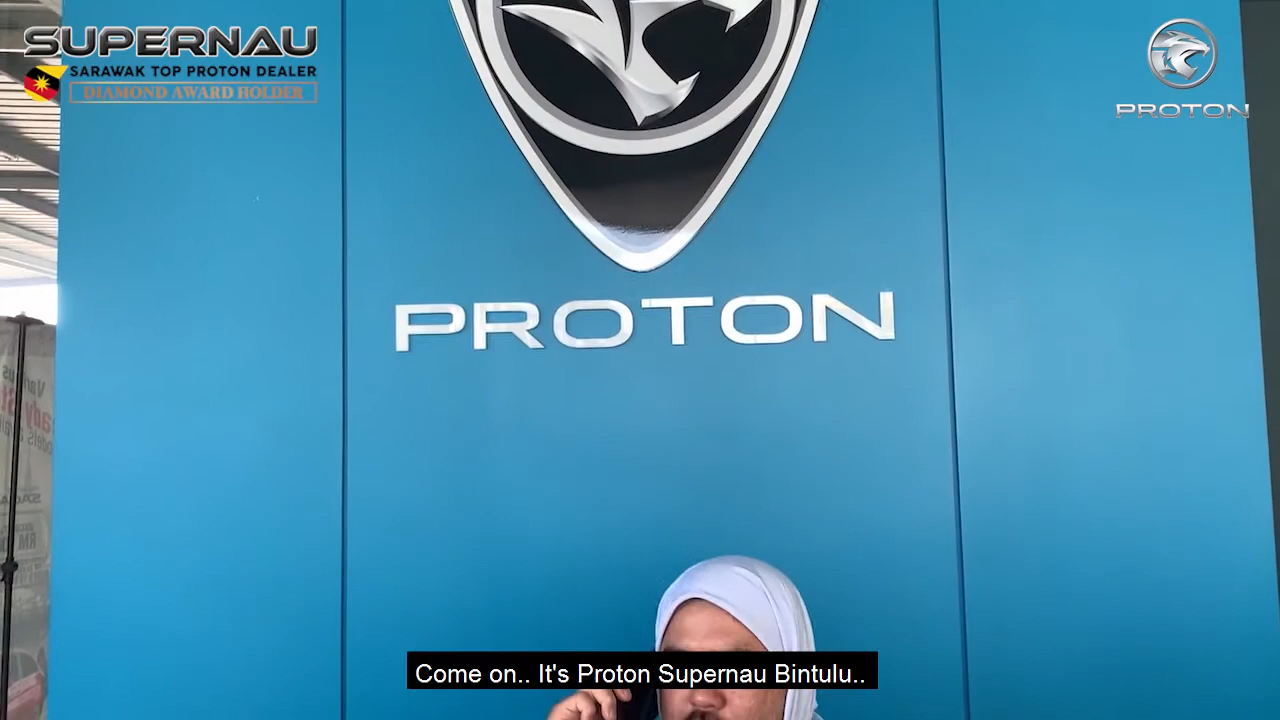 SUPERNAU
SARAWAK TOP PROTON DEALER
DIAMOND AWARD HOLDER
PROTON
PROTON
Come on.. It's Proton Supernau Bintulu..